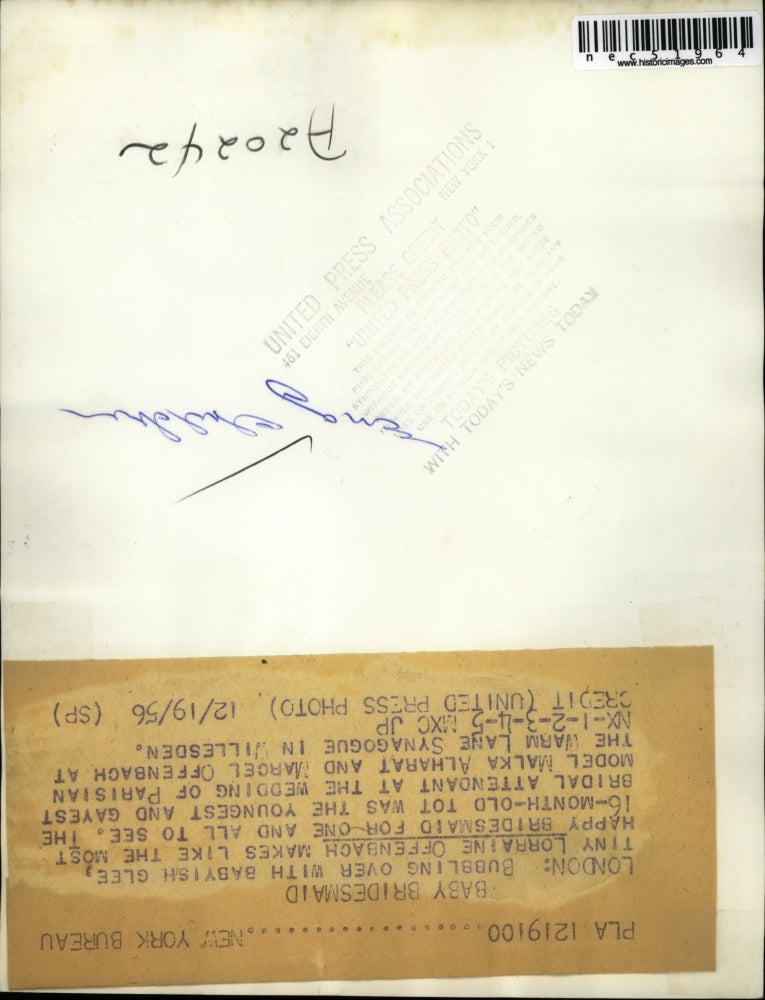 nec51964
www.historicimages.com
A20242
UNITED PRESS ASSOCIATIONS
461 EIGHTH AVENUE NEW YORK 1
PLEASE CREDIT
"UNITED PRESS PHOTO"
TODAY'S PICTURES
WITH TODAY'S NEWS TODAY
Eng Children
PLA 1219100.....................NEW YORK BUREAU
BABY BRIDESMAID
LONDON: BUBBLING OVER WITH BABYISH GLEE,
TINY LORRAINE OFFENBACH MAKES LIKE THE MOST
HAPPY BRIDESMAID FOR ONE AND ALL TO SEE. THE
16-MONTH-OLD TOT WAS THE YOUNGEST AND GAYEST
BRIDAL ATTENDANT AT THE WEDDING OF PARISIAN
MODEL MALKA ALHARAT AND MARCEL OFFENBACH AT
THE WARM LANE SYNAGOGUE IN WILLESDEN.
NX-1-2-3-4-5 MXC JP
CREDIT (UNITED PRESS PHOTO). 12/19/56 (SP)